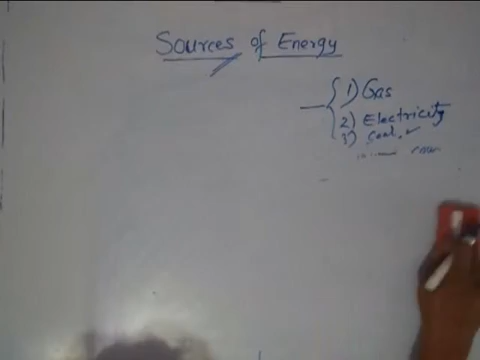 Sources of Energy
1) Gas
2) Electricity
3) Coal.